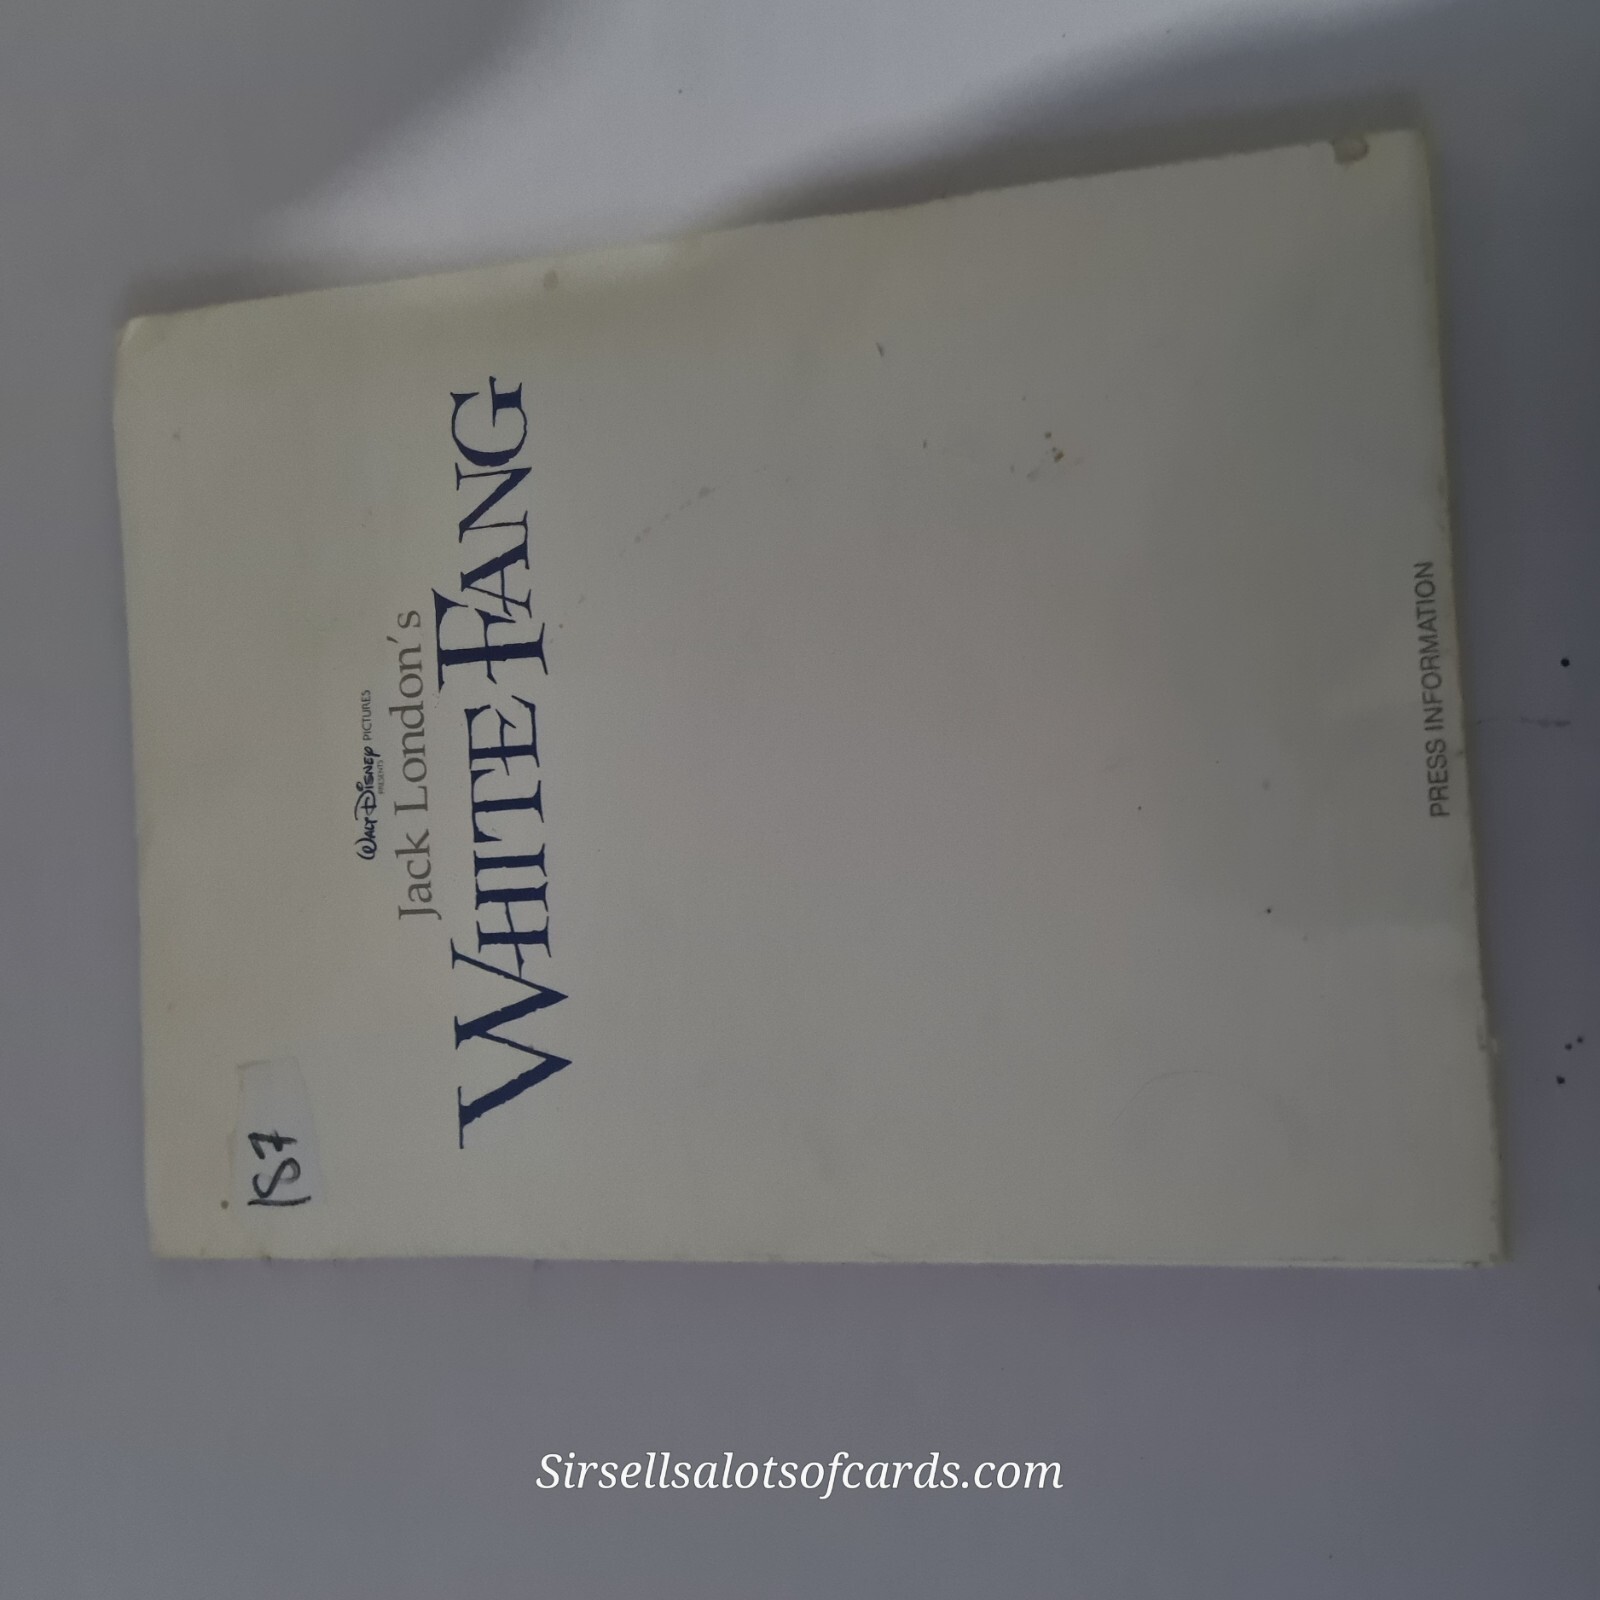 187
WALT DISNEY PICTURES
PRESENTS
Jack London's
WHITE FANG
PRESS INFORMATION
Sirsellsalotsofcards.com